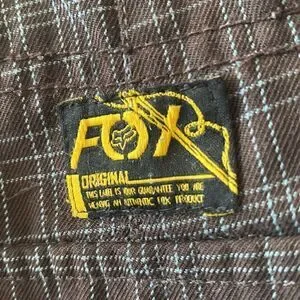 FOX
ORIGINAL
THIS LABEL IS OUR GUARANTEE YOU ARE
WEARING AN AUTHENTIC FOX PRODUCT